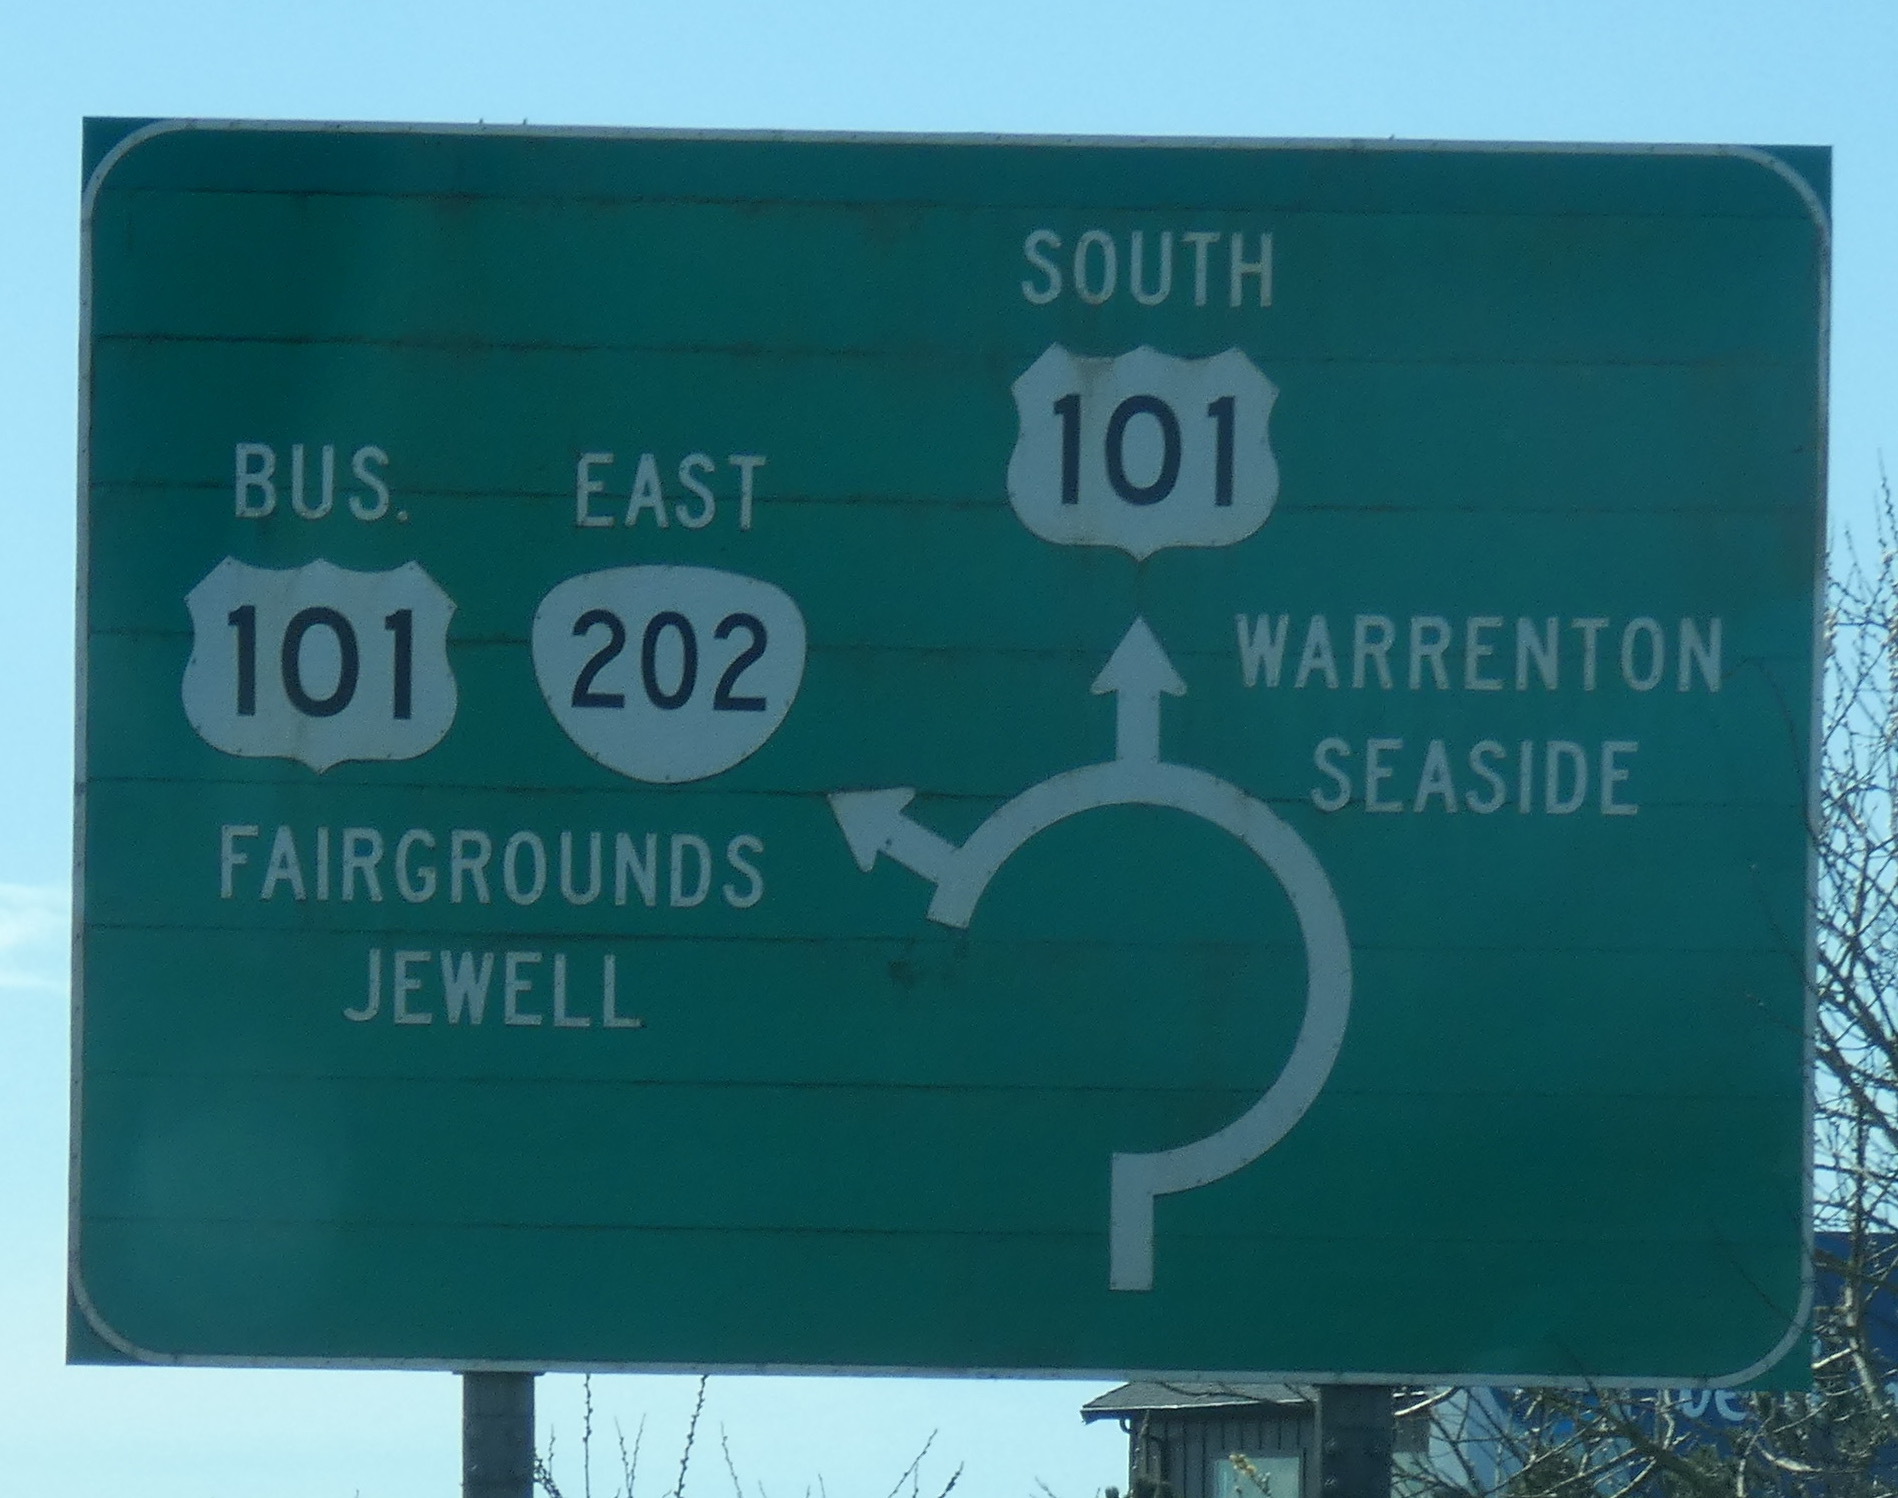 SOUTH
101
BUS. EAST
101 202
WARRENTON
SEASIDE
FAIRGROUNDS
JEWELL